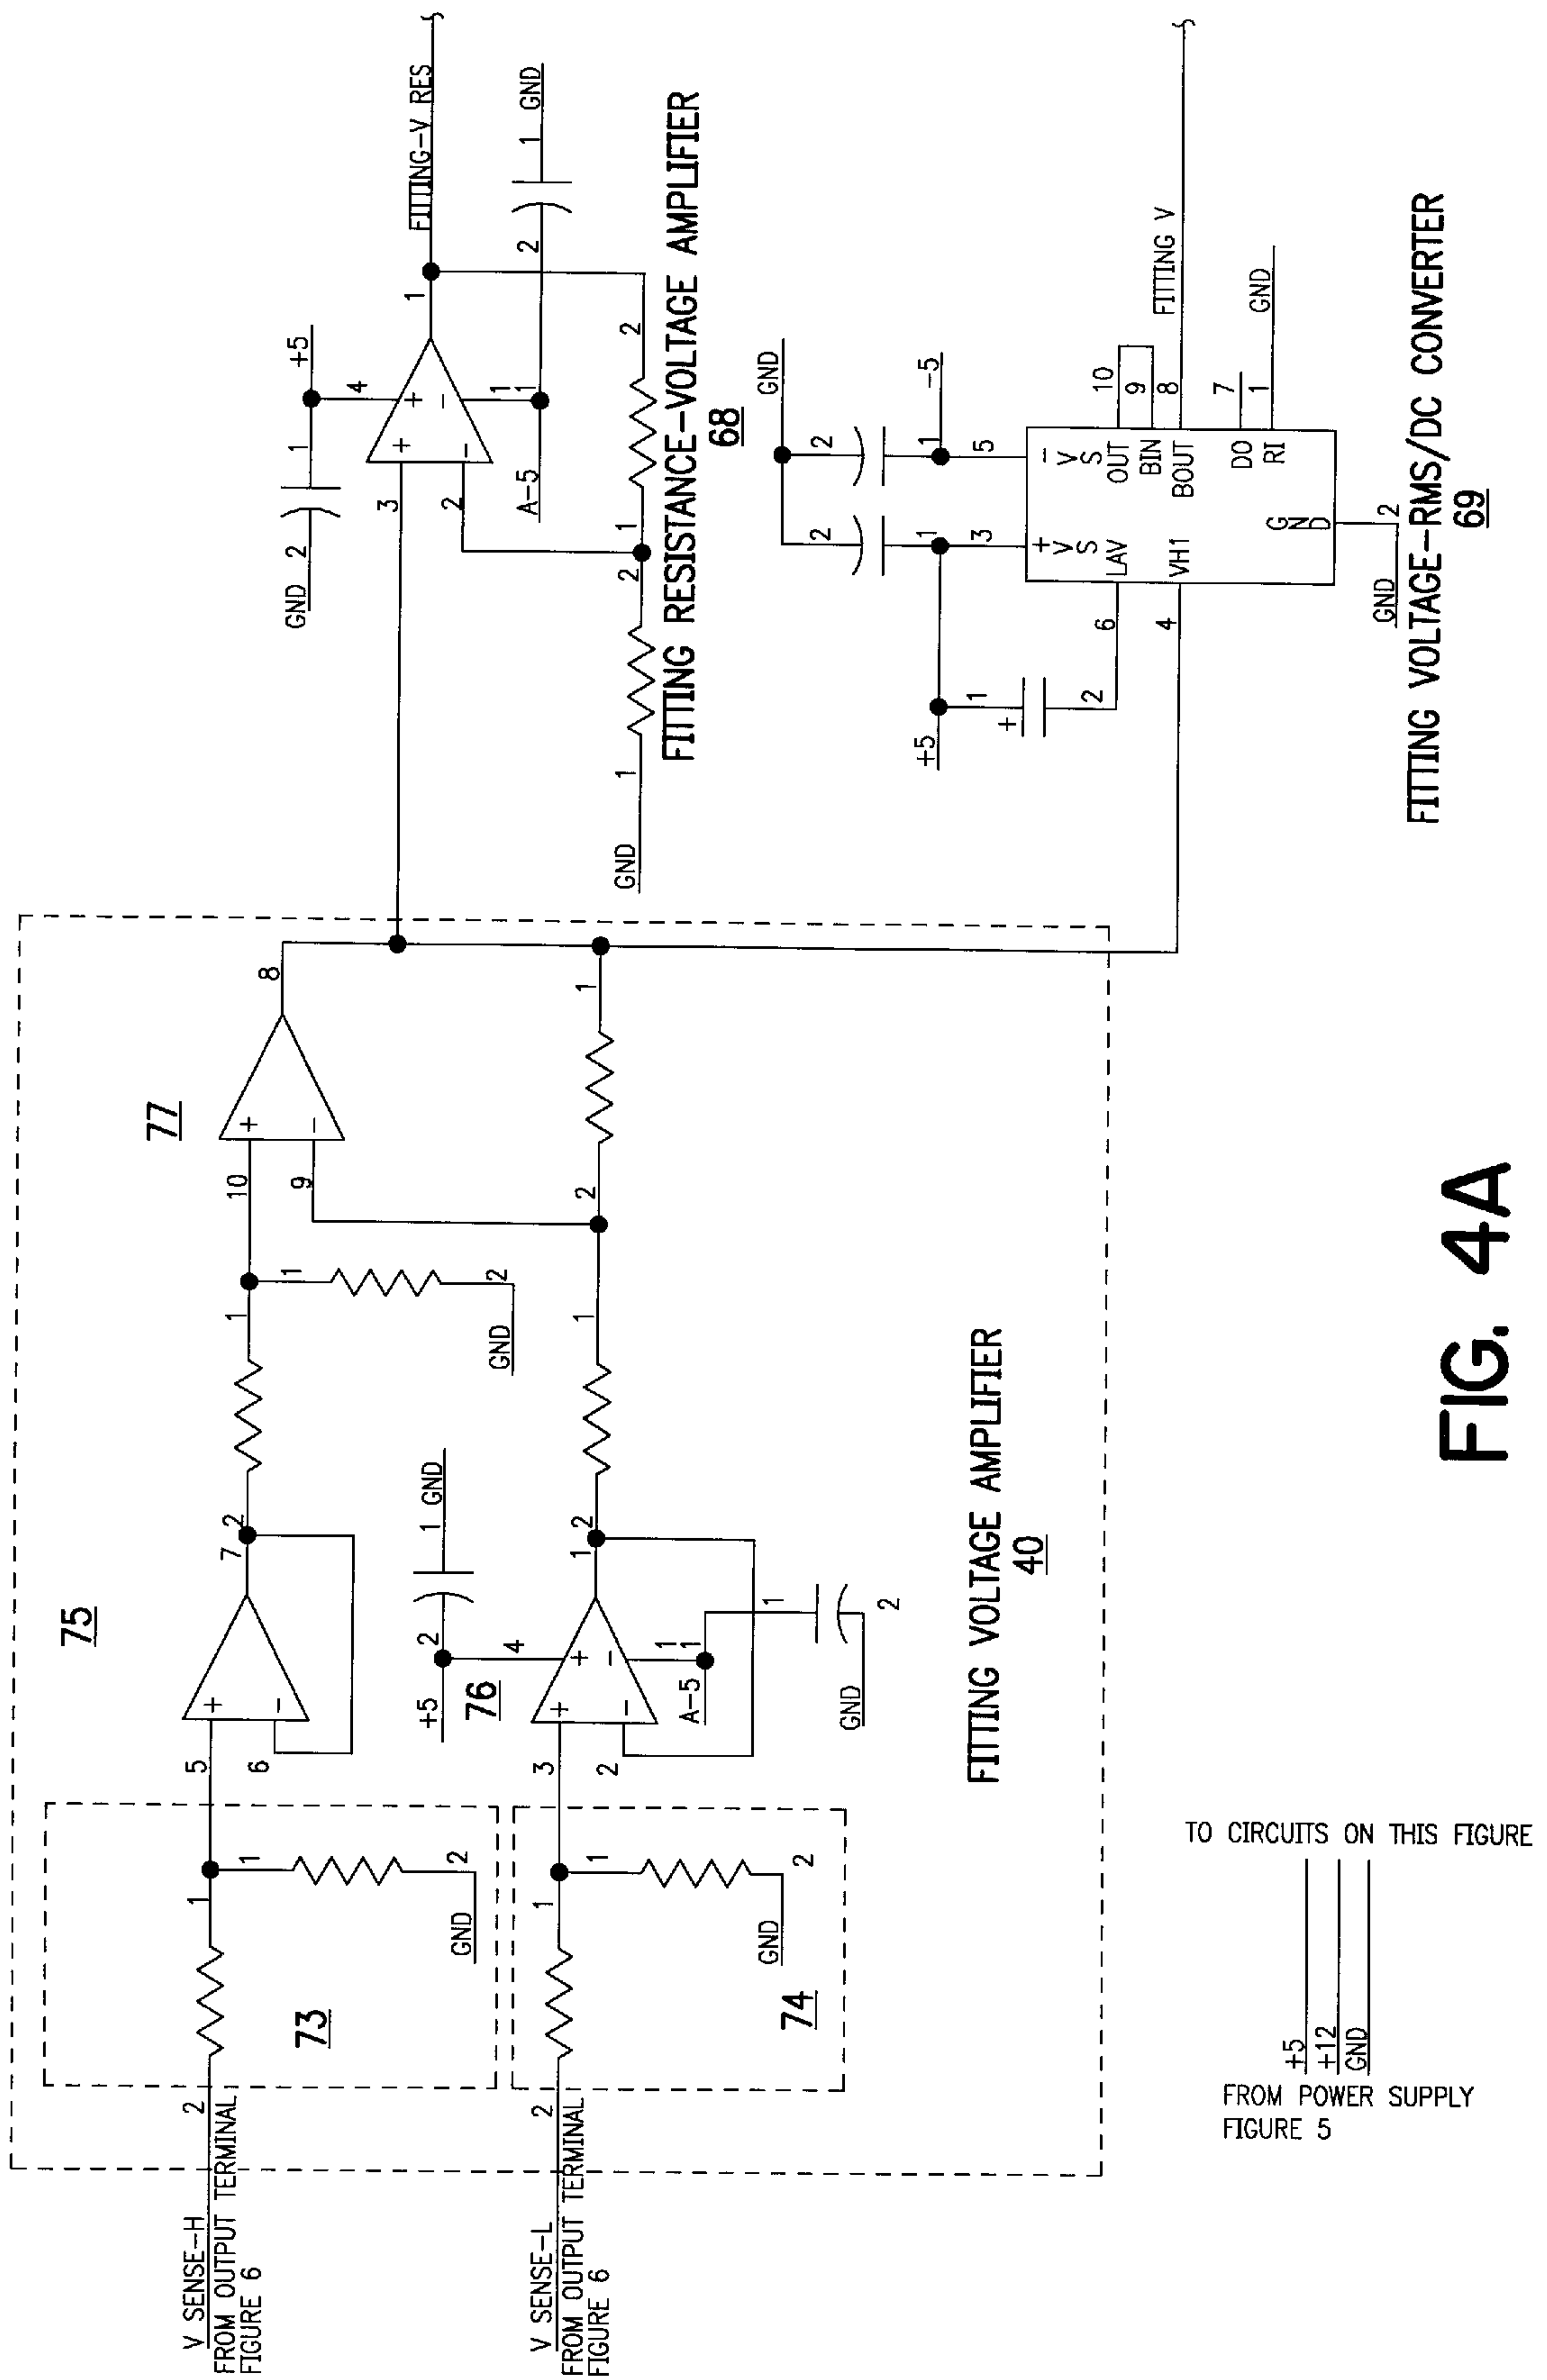 V SENSE-H
FROM OUTPUT TERMINAL
FIGURE 6
2
73
1
1
2
GND
5
6
75
7
2
1
1
2
GND
10
9
77
8
V SENSE-L
FROM OUTPUT TERMINAL
FIGURE 6
2
74
1
1
2
GND
3
2
76
+5
2
1 GND
4
A-5
11
1
GND
2
1
2
1
2
1
FITTING VOLTAGE AMPLIFIER
40
GND
2
1
+5
4
3
2
1
A-5
11
2
1
GND
FITTING-V RES
GND
1
2
1
2
FITTING RESISTANCE-VOLTAGE AMPLIFIER
68
GND
2
2
+5
1
1
1
-5
+
2
3
5
6
4
+VS
-VS
LAV
VH1
OUT
BIN
BOUT
DO
RI
GND
10
9
8
7
1
FITTING V
GND
GND
2
FITTING VOLTAGE-RMS/DC CONVERTER
69
TO CIRCUITS ON THIS FIGURE
+5
+12
GND
FROM POWER SUPPLY
FIGURE 5
FIG. 4A